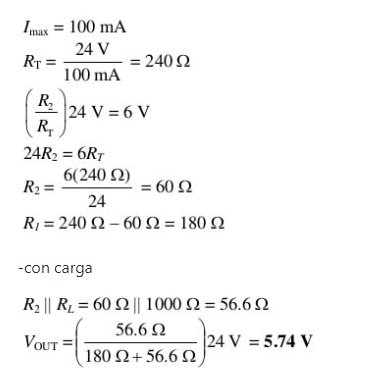 I_max = 100 mA
R_T = 24 V / 100 mA = 240 Ω
(R_2 / R_T) 24 V = 6 V
24R_2 = 6R_T
R_2 = 6(240 Ω) / 24 = 60 Ω
R_1 = 240 Ω – 60 Ω = 180 Ω
-con carga
R_2 || R_L = 60 Ω || 1000 Ω = 56.6 Ω
V_OUT = (56.6 Ω / 180 Ω + 56.6 Ω) 24 V = 5.74 V